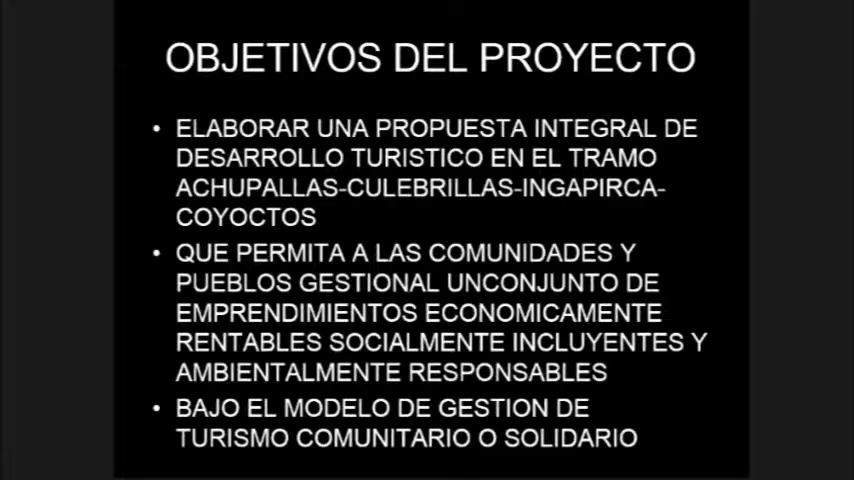 OBJETIVOS DEL PROYECTO
• ELABORAR UNA PROPUESTA INTEGRAL DE
DESARROLLO TURISTICO EN EL TRAMO
ACHUPALLAS-CULEBRILLAS-INGAPIRCA-
COYOCTOS
• QUE PERMITA A LAS COMUNIDADES Y
PUEBLOS GESTIONAL UNCONJUNTO DE
EMPRENDIMIENTOS ECONOMICAMENTE
RENTABLES SOCIALMENTE INCLUYENTES Y
AMBIENTALMENTE RESPONSABLES
• BAJO EL MODELO DE GESTION DE
TURISMO COMUNITARIO O SOLIDARIO